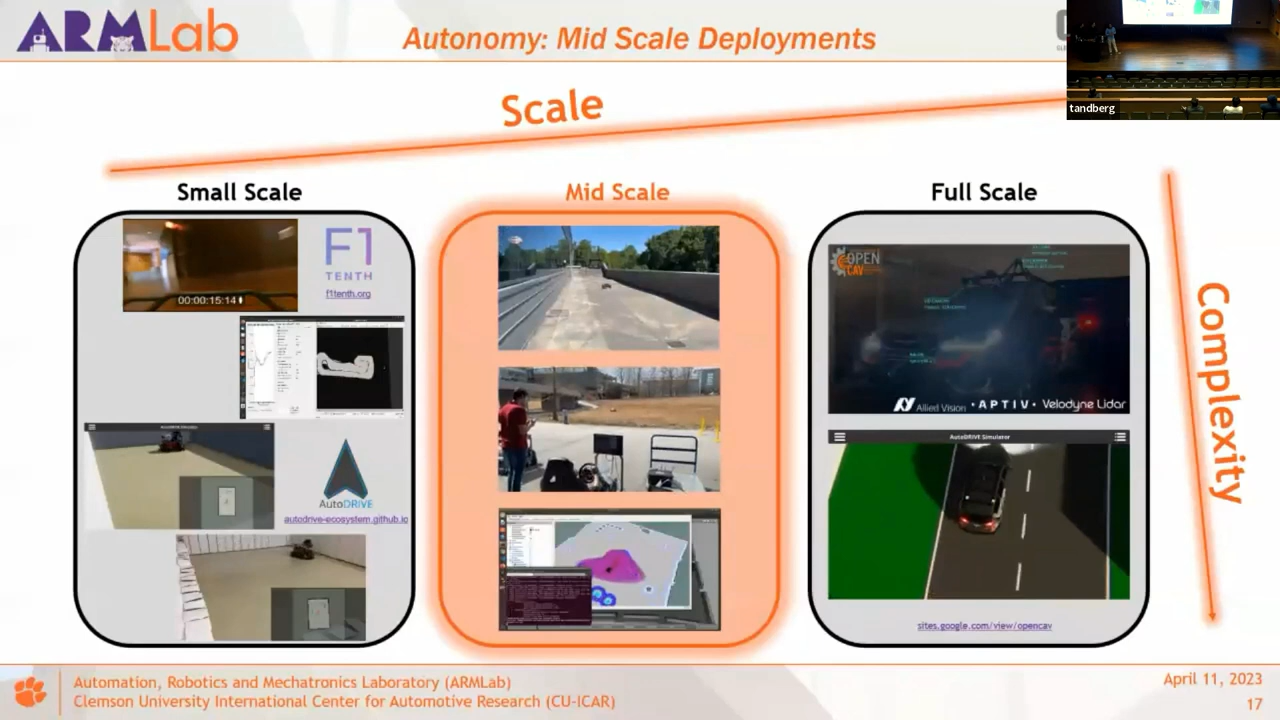 ARMLab
Autonomy: Mid Scale Deployments
tandberg
Scale
Small Scale
Mid Scale
Full Scale
Complexity
00:00:15:14
F1
TENTH
f1tenth.org
AutoDRIVE Simulator
AutoDRIVE
autodrive-ecosystem.github.io
OPEN
CAV
Allied Vision • APTIV • Velodyne Lidar
AutoDRIVE Simulator
sites.google.com/view/opencav
Automation, Robotics and Mechatronics Laboratory (ARMLab)
Clemson University International Center for Automotive Research (CU-ICAR)
April 11, 2023
17